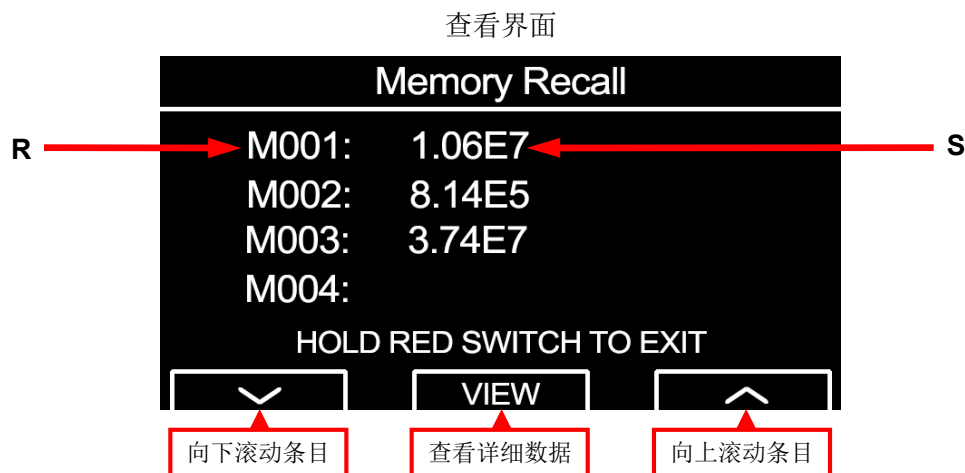 查看界面
Memory Recall
R
M001: 1.06E7
S
M002: 8.14E5
M003: 3.74E7
M004:
HOLD RED SWITCH TO EXIT
VIEW
向下滚动条目
查看详细数据
向上滚动条目